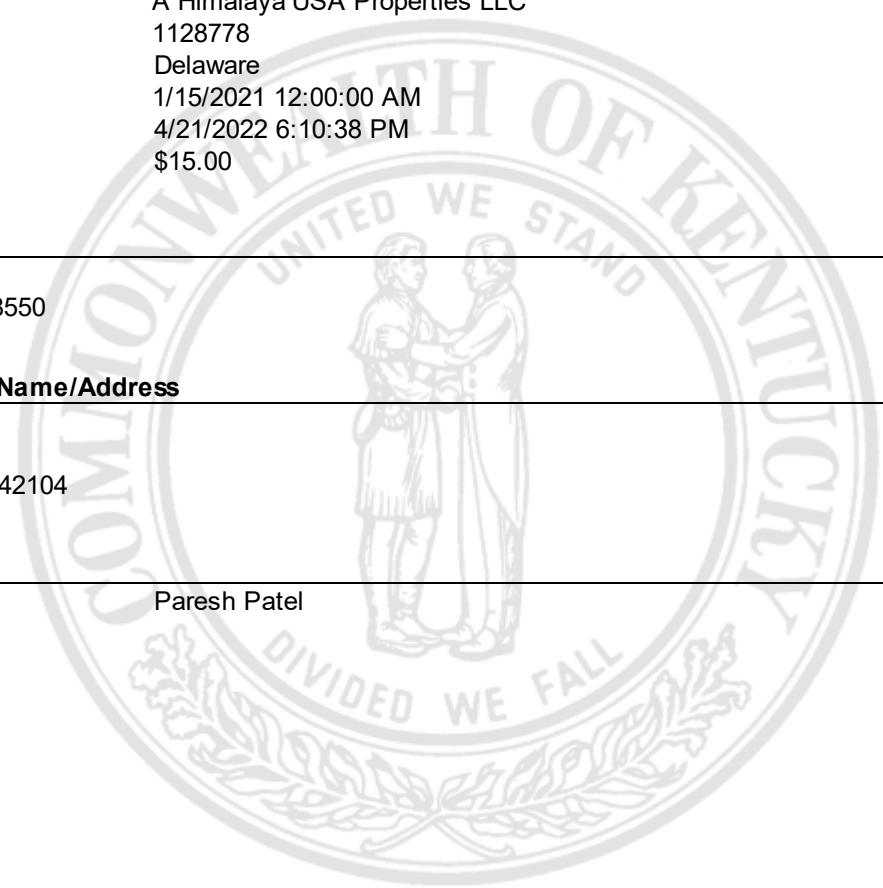 A Himalaya USA Properties LLC
1128778
Delaware
1/15/2021 12:00:00 AM
4/21/2022 6:10:38 PM
$15.00
COMMONWEALTH OF KENTUCKY
UNITED WE STAND
3550
Name/Address
42104
Paresh Patel
DIVIDED WE FALL